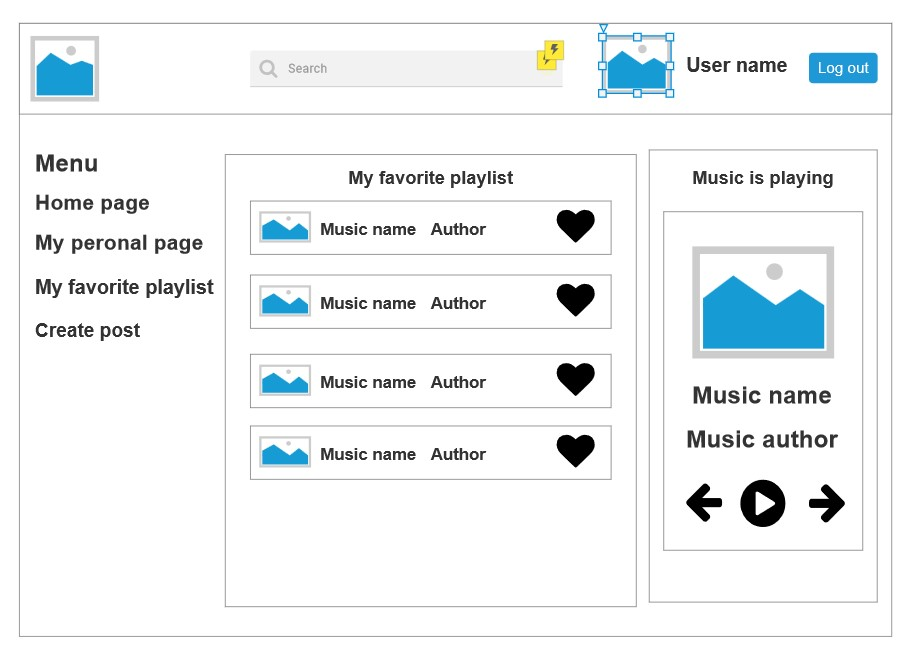 Search
User name
Log out
Menu
Home page
My peronal page
My favorite playlist
Create post
My favorite playlist
Music name Author
Music name Author
Music name Author
Music name Author
Music is playing
Music name
Music author